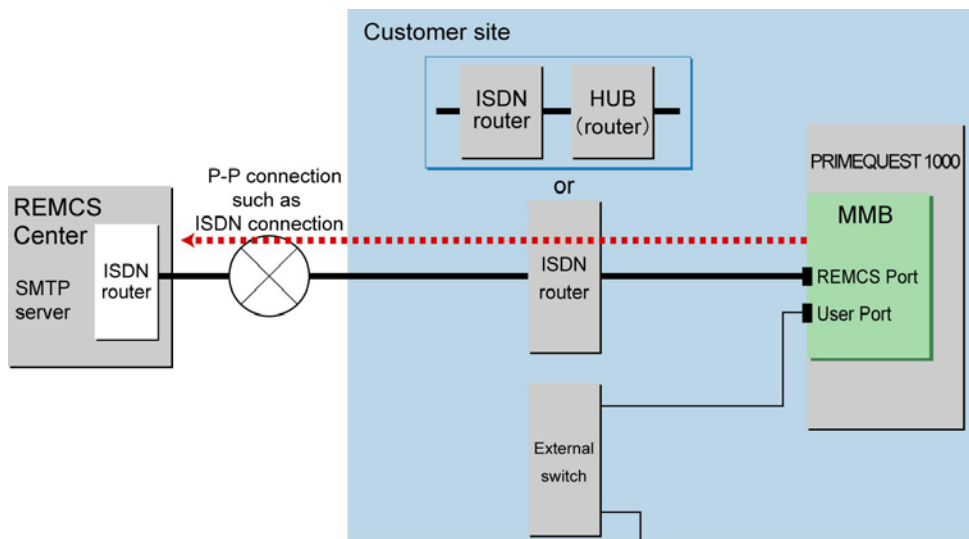 Customer site
ISDN
router
HUB
(router)
or
P-P connection
such as
ISDN connection
REMCS
Center
SMTP
server
ISDN
router
ISDN
router
PRIMEQUEST 1000
MMB
REMCS Port
User Port
External
switch